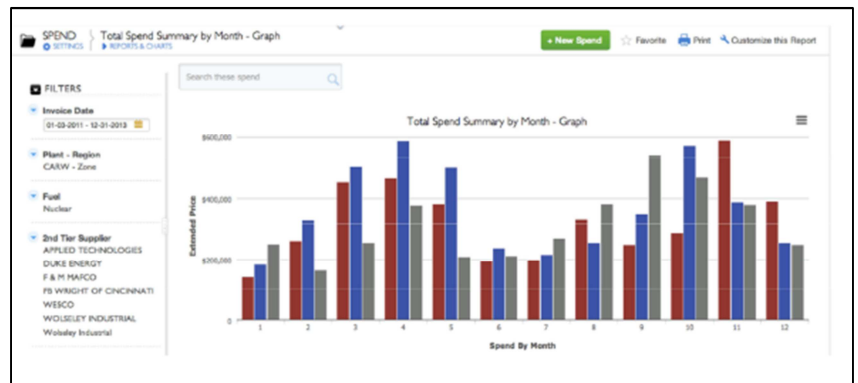 SPEND
SETTINGS
Total Spend Summary by Month - Graph
REPORTS & CHARTS
+ New Spend
Favorite
Print
Customize this Report
Search these spend
FILTERS
Invoice Date
01-03-2011 - 12-31-2013
Plant - Region
CARW - Zone
Fuel
Nuclear
2nd Tier Supplier
APPLIED TECHNOLOGIES
DUKE ENERGY
F & M MAFCO
FB WRIGHT OF CINCINNATI
WESCO
WOLSELEY INDUSTRIAL
Wolseley Industrial
Total Spend Summary by Month - Graph
Extended Price
$600,000
$400,000
$200,000
0
1 2 3 4 5 6 7 8 9 10 11 12
Spend By Month